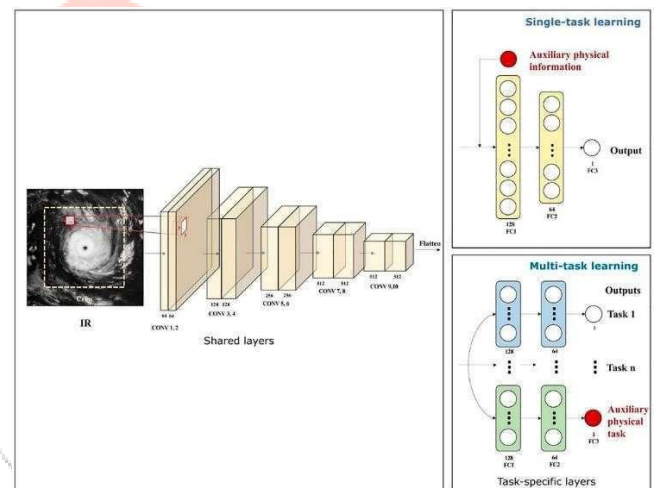 Single-task learning
Auxiliary physical
information
Output
1
FC3
64
FC2
128
FC1
Crop
IR
64 64
CONV 1, 2
128 128
CONV 3, 4
256 256
CONV 5, 6
512 512
CONV 7, 8
512 512
CONV 9,10
Flatten
Shared layers
Multi-task learning
Outputs
Task 1
1
128
64
Task n
Auxiliary
physical
task
1
FC3
128
FC1
64
FC2
Task-specific layers